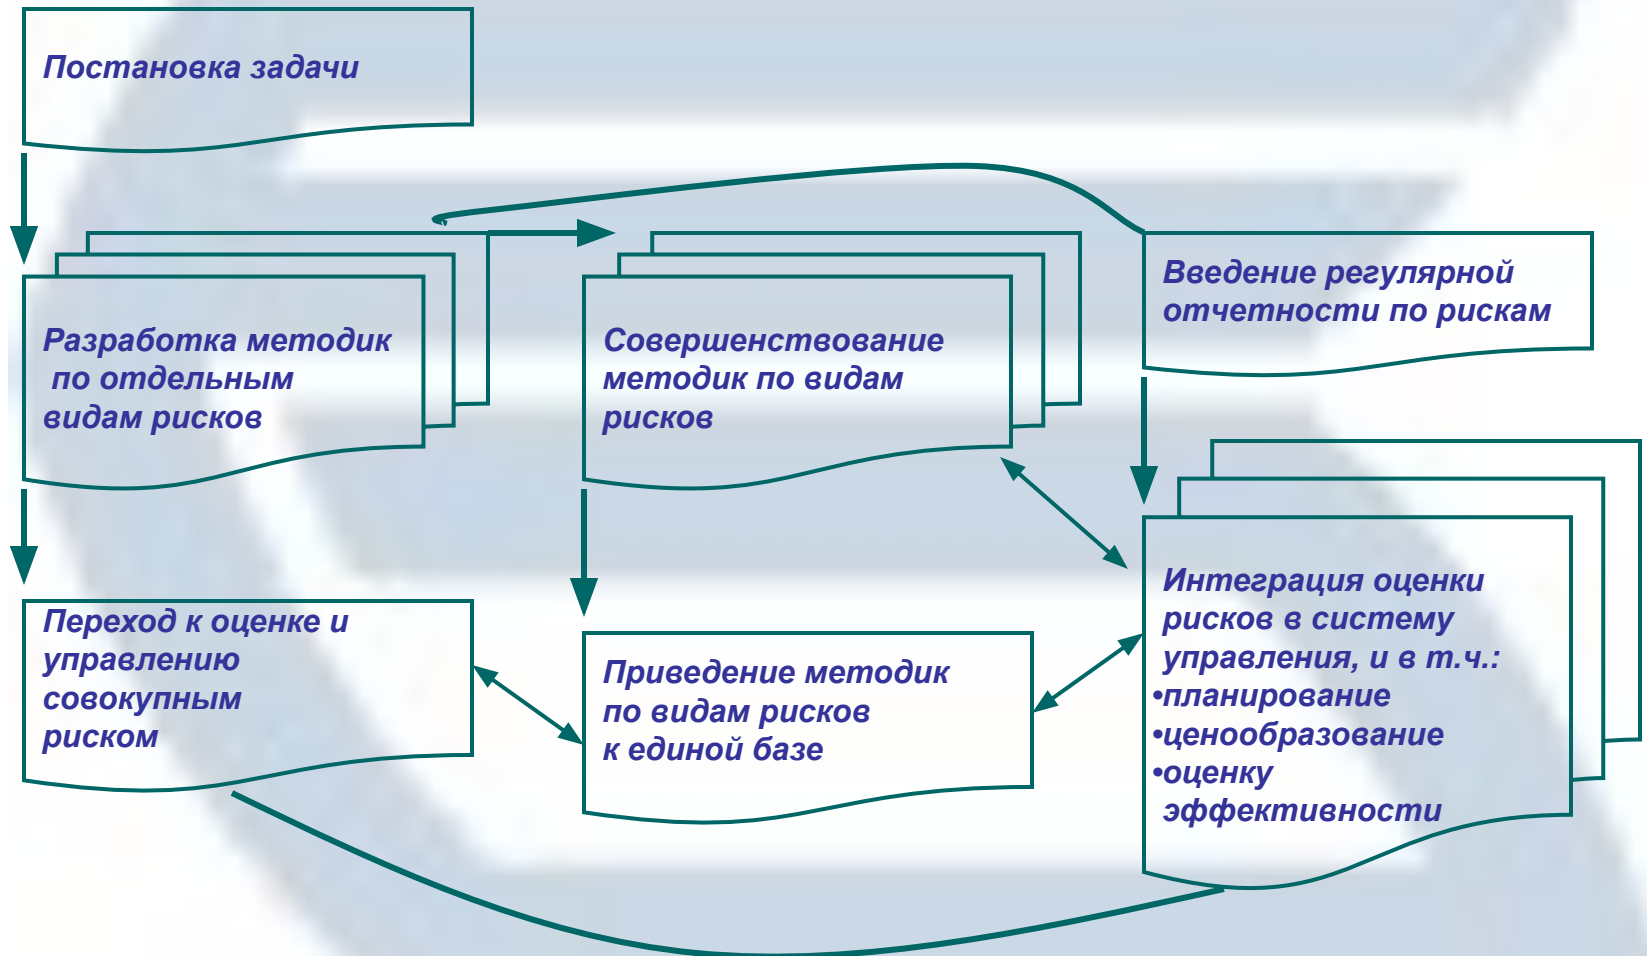 Постановка задачи
Разработка методик
по отдельным
видам рисков
Совершенствование
методик по видам
рисков
Введение регулярной
отчетности по рискам
Переход к оценке и
управлению
совокупным
риском
Приведение методик
по видам рисков
к единой базе
Интеграция оценки
рисков в систему
управления, и в т.ч.:
•планирование
•ценообразование
•оценку
эффективности